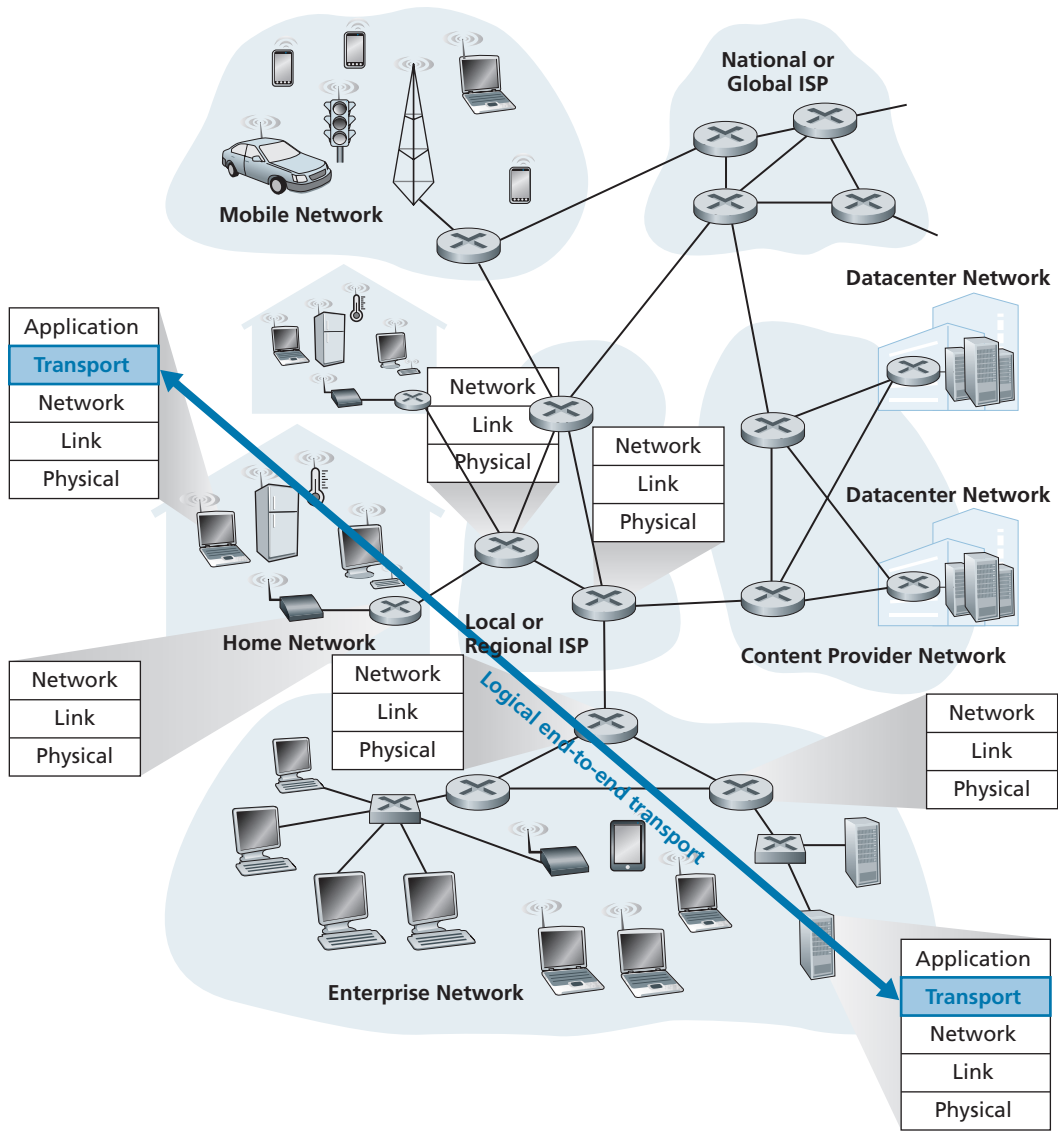 National or
Global ISP
Mobile Network
Datacenter Network
Application
Transport
Network
Link
Physical
Network
Link
Physical
Network
Link
Physical
Datacenter Network
Home Network
Local or
Regional ISP
Content Provider Network
Network
Link
Physical
Network
Link
Physical
Logical end-to-end transport
Network
Link
Physical
Enterprise Network
Application
Transport
Network
Link
Physical